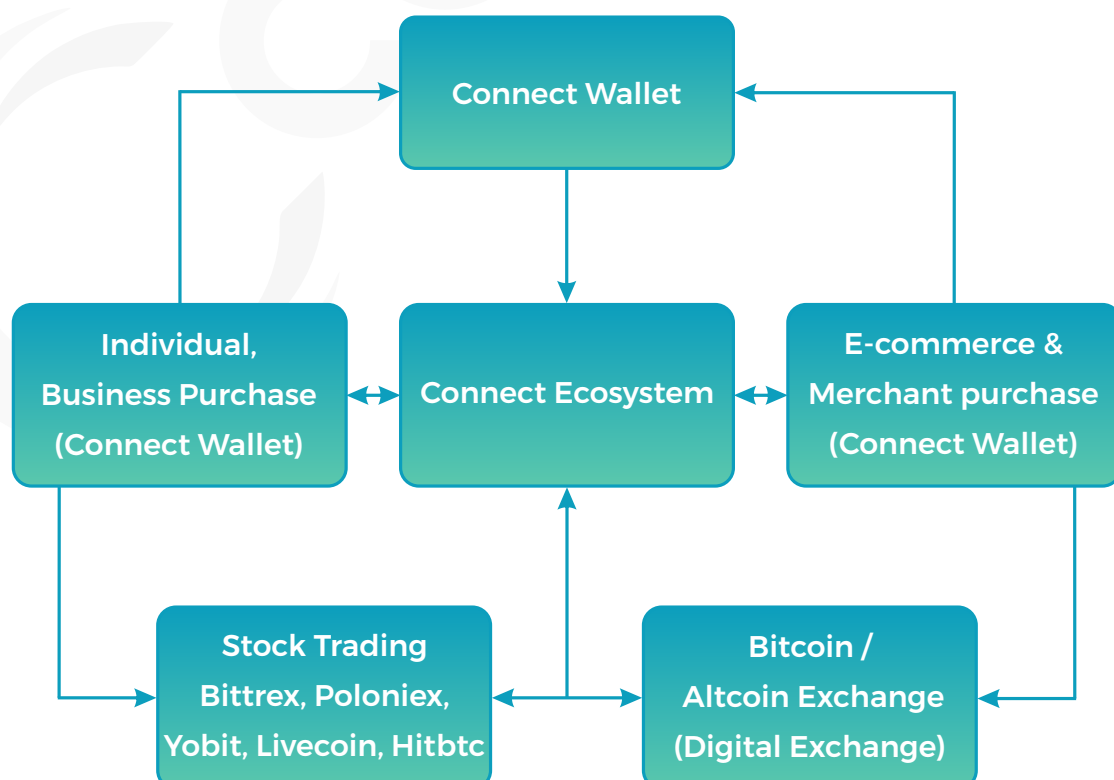 Connect Wallet
Individual,
Business Purchase
(Connect Wallet)
Connect Ecosystem
E-commerce &
Merchant purchase
(Connect Wallet)
Stock Trading
Bittrex, Poloniex,
Yobit, Livecoin, Hitbtc
Bitcoin /
Altcoin Exchange
(Digital Exchange)